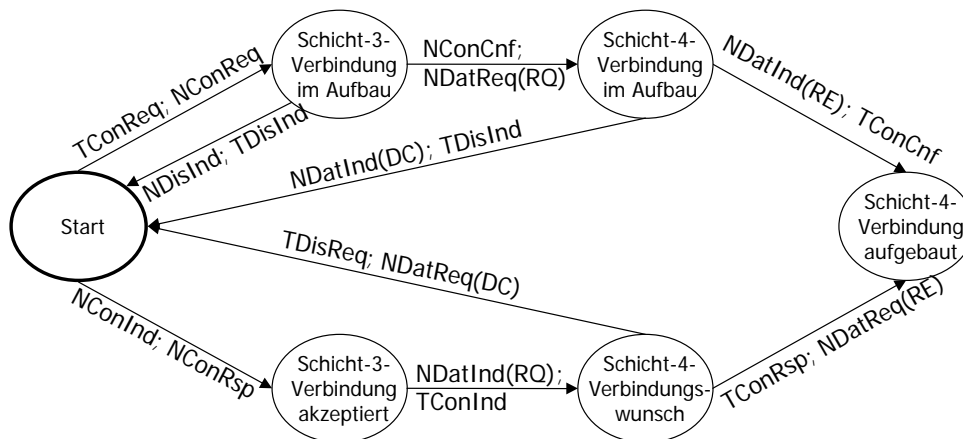 Schicht-3-
Verbindung
im Aufbau
NConCnf;
NDatReq(RQ)
Schicht-4-
Verbindung
im Aufbau
TConReq; NConReq
NDisInd; TDisInd
NDatInd(DC); TDisInd
NDatInd(RE); TConCnf
Start
Schicht-4-
Verbindung
aufgebaut
TDisReq; NDatReq(DC)
NConInd; NConRsp
Schicht-3-
Verbindung
akzeptiert
NDatInd(RQ);
TConInd
Schicht-4-
Verbindungs-
wunsch
TConRsp; NDatReq(RE)